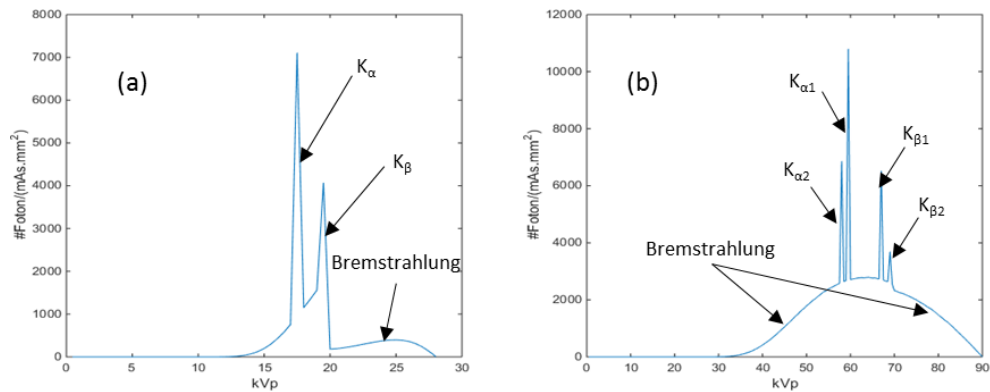 8000
7000
6000
5000
4000
3000
2000
1000
0
#Foton/(mAs.mm²)
(a)
Kα
Kβ
Bremstrahlung
0 5 10 15 20 25 30
kVp
12000
10000
8000
6000
4000
2000
0
#Foton/(mAs.mm²)
(b)
Kα1
Kα2
Kβ1
Kβ2
Bremstrahlung
0 10 20 30 40 50 60 70 80 90
kVp